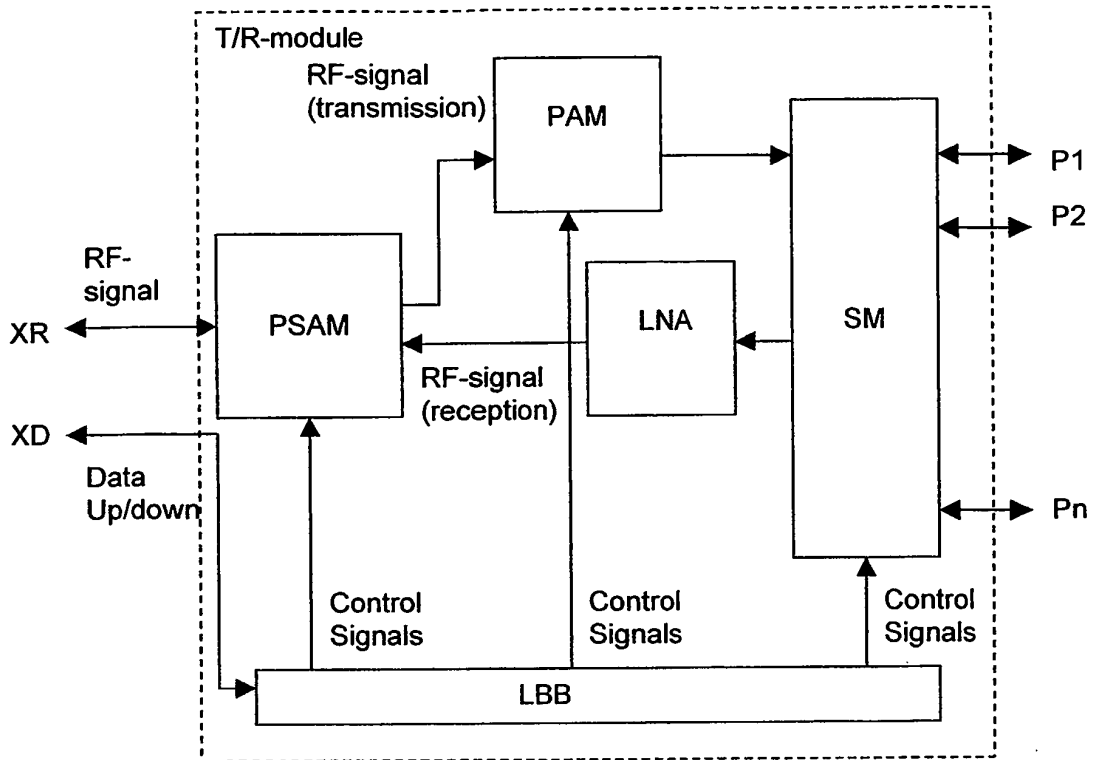 T/R-module
RF-signal
(transmission)
PAM
P1
P2
RF-
signal
PSAM
LNA
SM
XR
RF-signal
(reception)
XD
Data
Up/down
Pn
Control
Signals
Control
Signals
Control
Signals
LBB